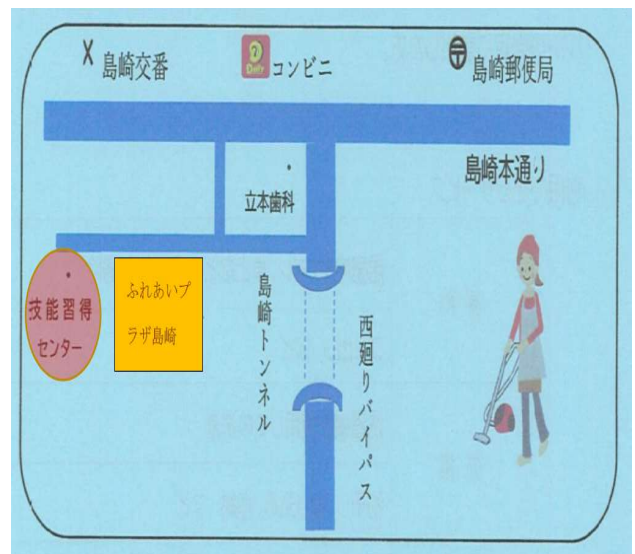 島崎交番
コンビニ
Daily
島崎郵便局
島崎本通り
立本歯科
技能習得
センター
ふれあいプ
ラザ島崎
島崎トンネル
西廻りバイパス